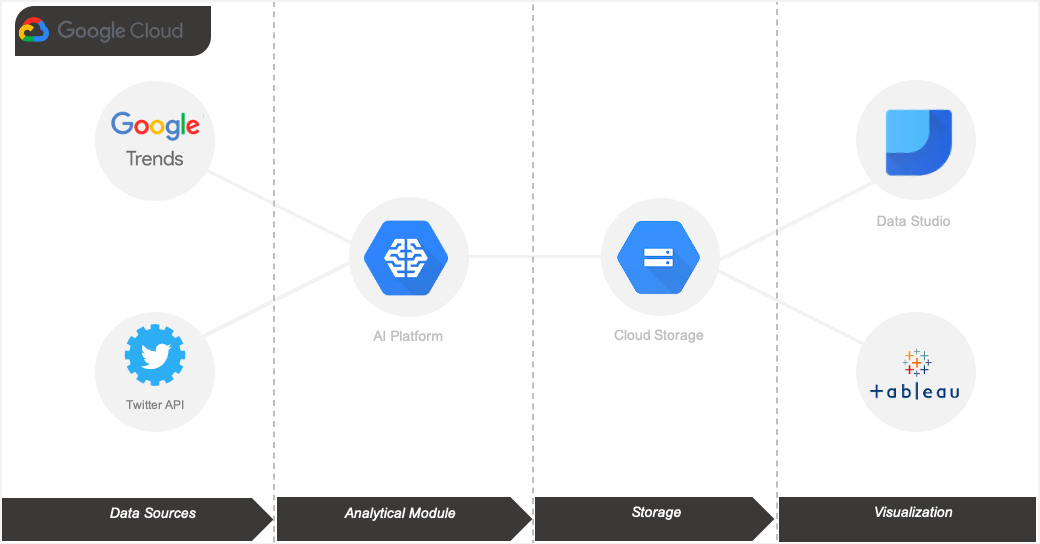 Google Cloud
Google
Trends
Data Studio
AI Platform
Cloud Storage
Twitter API
+ableau
Data Sources
Analytical Module
Storage
Visualization